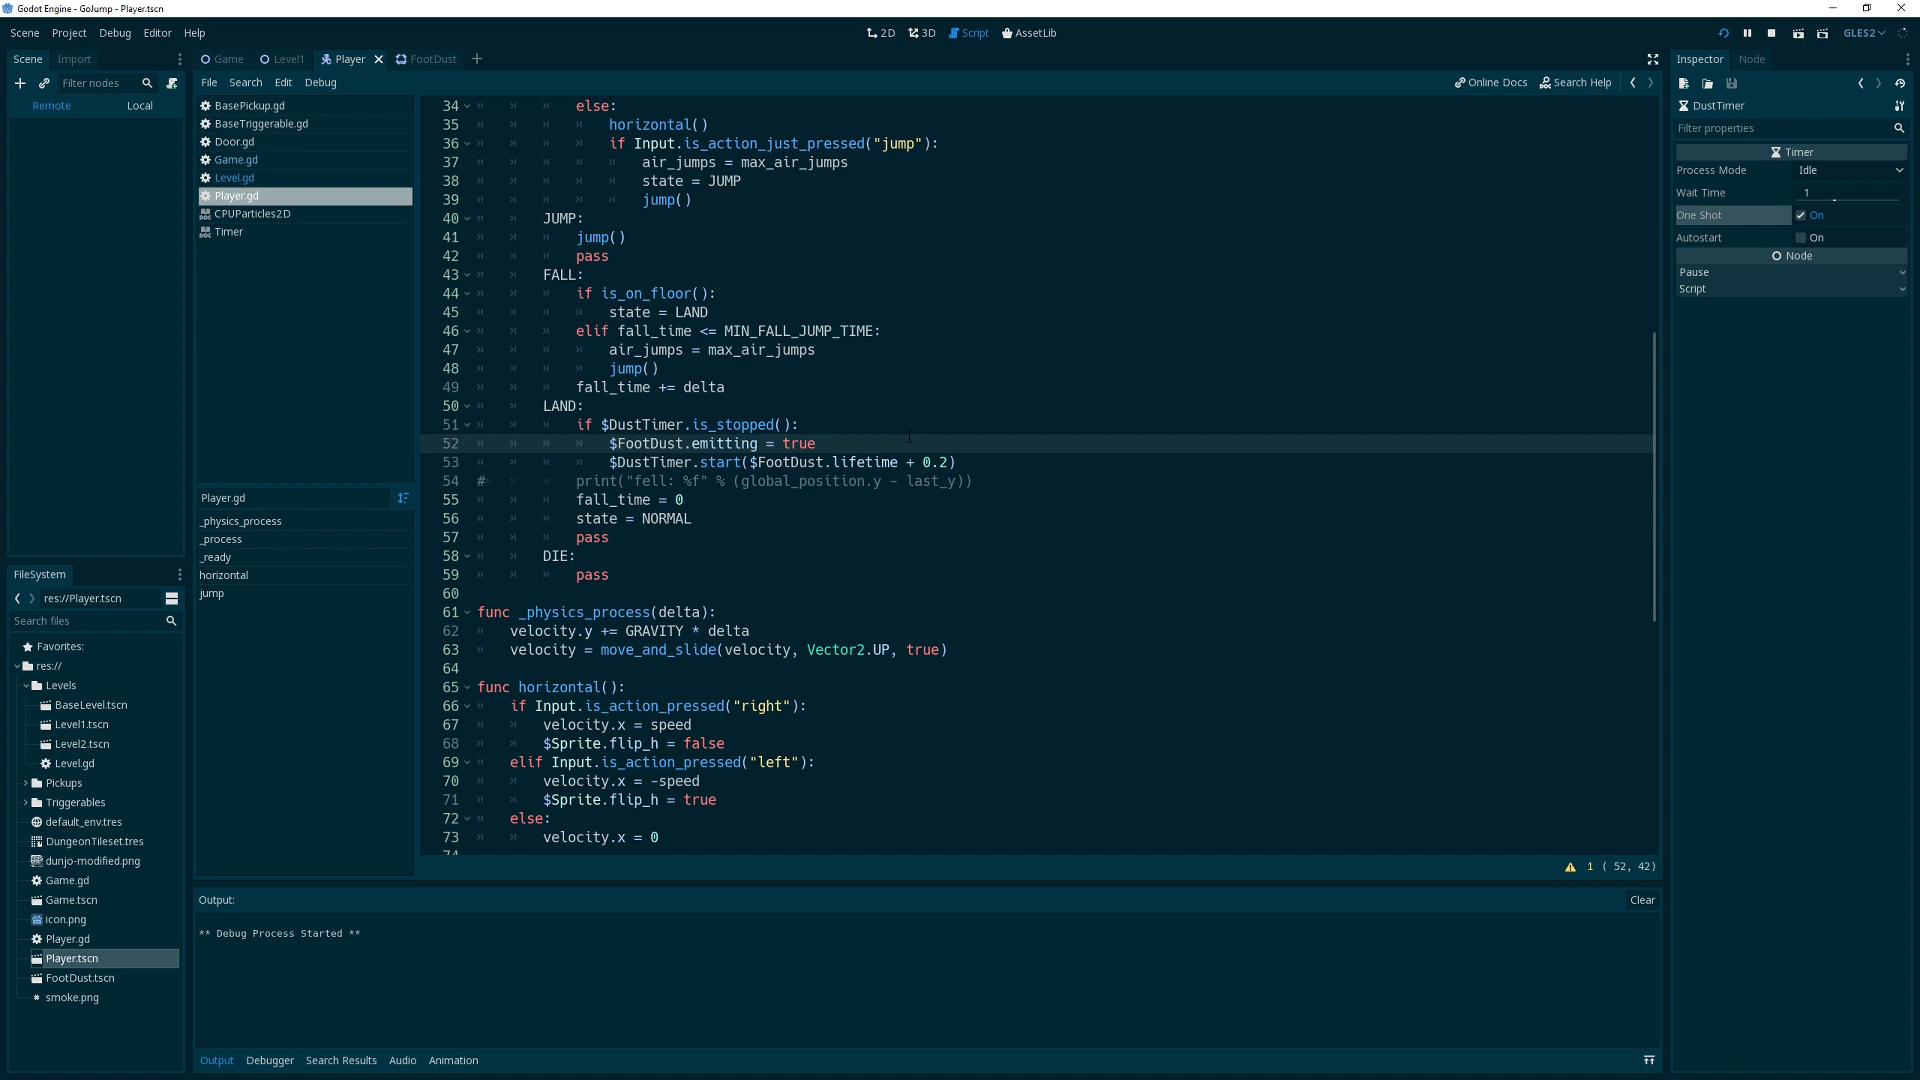 Godot Engine - GoJump - Player.tscn
Scene Project Debug Editor Help
2D 3D Script AssetLib
GLES2
Scene Import
Filter nodes
Remote Local
Game Level1 Player FootDust
File Search Edit Debug
Online Docs Search Help
BasePickup.gd
BaseTriggerable.gd
Door.gd
Game.gd
Level.gd
Player.gd
CPUParticles2D
Timer
Player.gd
_physics_process
_process
_ready
horizontal
jump
34 else:
35 horizontal()
36 if Input.is_action_just_pressed("jump"):
37 air_jumps = max_air_jumps
38 state = JUMP
39 jump()
40 JUMP:
41 jump()
42 pass
43 FALL:
44 if is_on_floor():
45 state = LAND
46 elif fall_time <= MIN_FALL_JUMP_TIME:
47 air_jumps = max_air_jumps
48 jump()
49 fall_time += delta
50 LAND:
51 if $DustTimer.is_stopped():
52 $FootDust.emitting = true
53 $DustTimer.start($FootDust.lifetime + 0.2)
54 # print("fell: %f" % (global_position.y - last_y))
55 fall_time = 0
56 state = NORMAL
57 pass
58 DIE:
59 pass
60
61 func _physics_process(delta):
62 velocity.y += GRAVITY * delta
63 velocity = move_and_slide(velocity, Vector2.UP, true)
64
65 func horizontal():
66 if Input.is_action_pressed("right"):
67 velocity.x = speed
68 $Sprite.flip_h = false
69 elif Input.is_action_pressed("left"):
70 velocity.x = -speed
71 $Sprite.flip_h = true
72 else:
73 velocity.x = 0
74
1 ( 52, 42)
FileSystem
res://Player.tscn
Search files
Favorites:
res://
Levels
BaseLevel.tscn
Level1.tscn
Level2.tscn
Level.gd
Pickups
Triggerables
default_env.tres
DungeonTileset.tres
dunjo-modified.png
Game.gd
Game.tscn
icon.png
Player.gd
Player.tscn
FootDust.tscn
smoke.png
Output:
Clear
** Debug Process Started **
Output Debugger Search Results Audio Animation
Inspector Node
DustTimer
Filter properties
Timer
Process Mode Idle
Wait Time 1
One Shot On
Autostart On
Node
Pause
Script